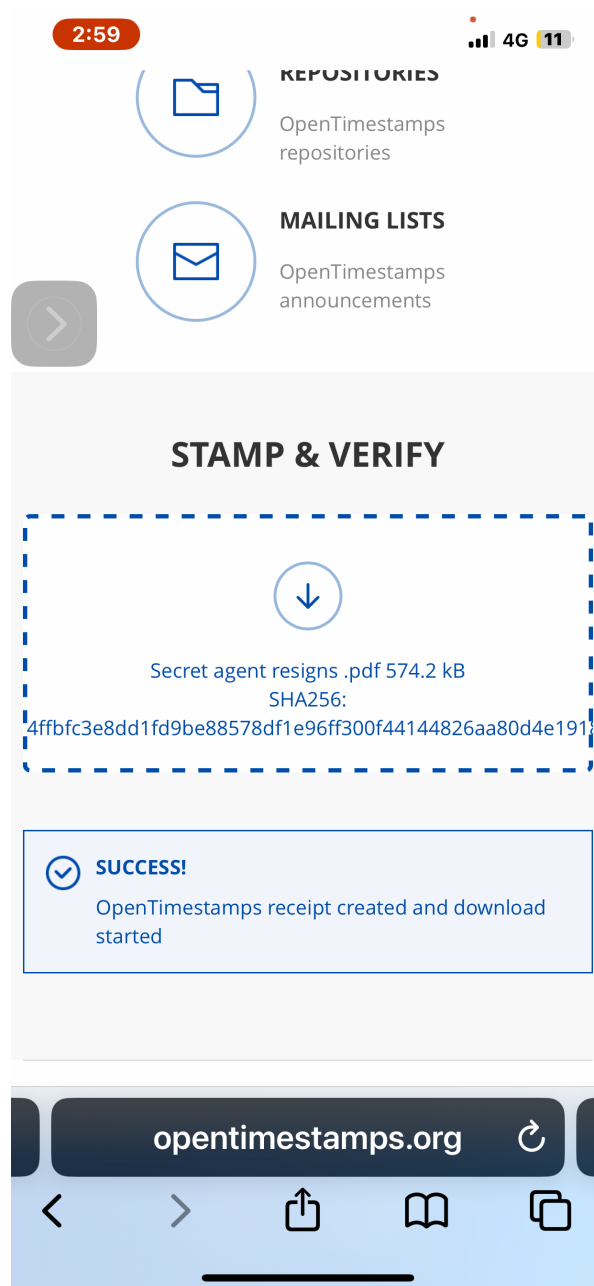 2:59
4G 11
REPOSITORIES
OpenTimestamps
repositories
MAILING LISTS
OpenTimestamps
announcements
STAMP & VERIFY
Secret agent resigns .pdf 574.2 kB
SHA256:
4ffbfc3e8dd1fd9be88578df1e96ff300f44144826aa80d4e1918
SUCCESS!
OpenTimestamps receipt created and download
started
opentimestamps.org